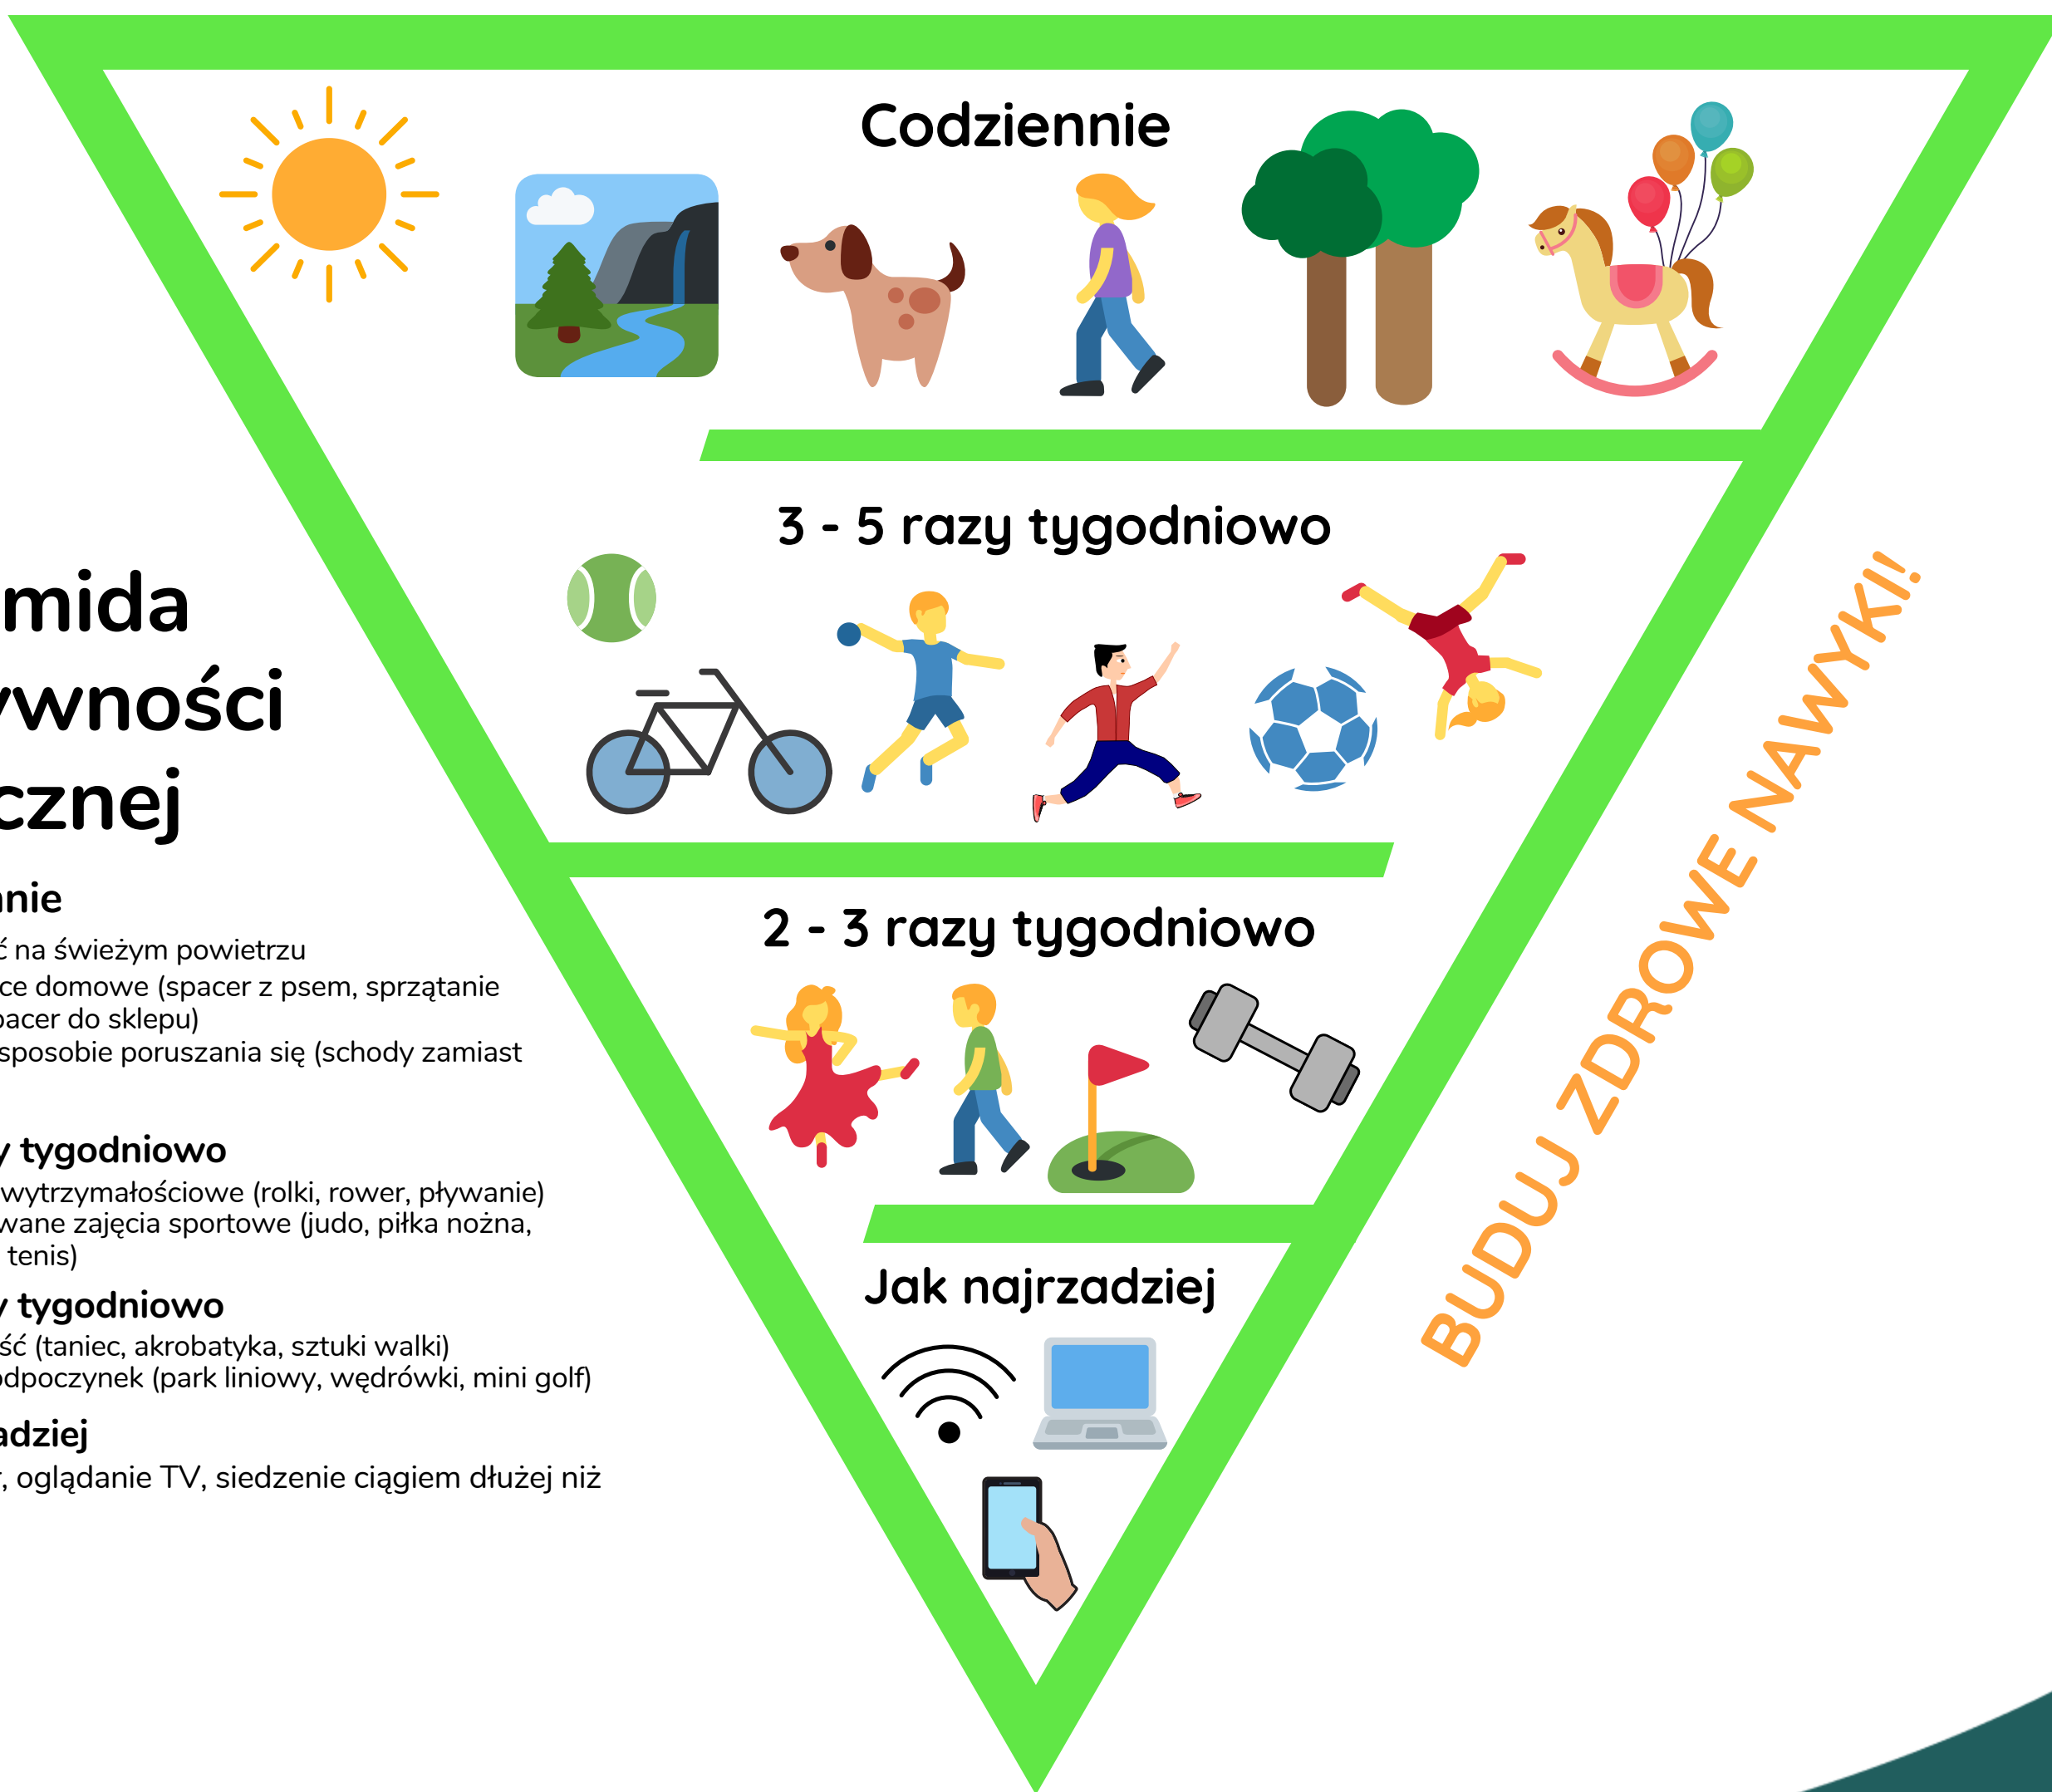 Codziennie
3 - 5 razy tygodniowo
2 - 3 razy tygodniowo
Jak najrzadziej
BUDUJ ZDROWE NAWYKI!
mida
ywności
cznej
nnie
ć na świeżym powietrzu
ce domowe (spacer z psem, sprzątanie
pacer do sklepu)
sposobie poruszania się (schody zamiast
y tygodniowo
wytrzymałościowe (rolki, rower, pływanie)
wane zajęcia sportowe (judo, piłka nożna,
tenis)
y tygodniowo
ść (taniec, akrobatyka, sztuki walki)
odpoczynek (park liniowy, wędrówki, mini golf)
adziej
, oglądanie TV, siedzenie ciągiem dłużej niż